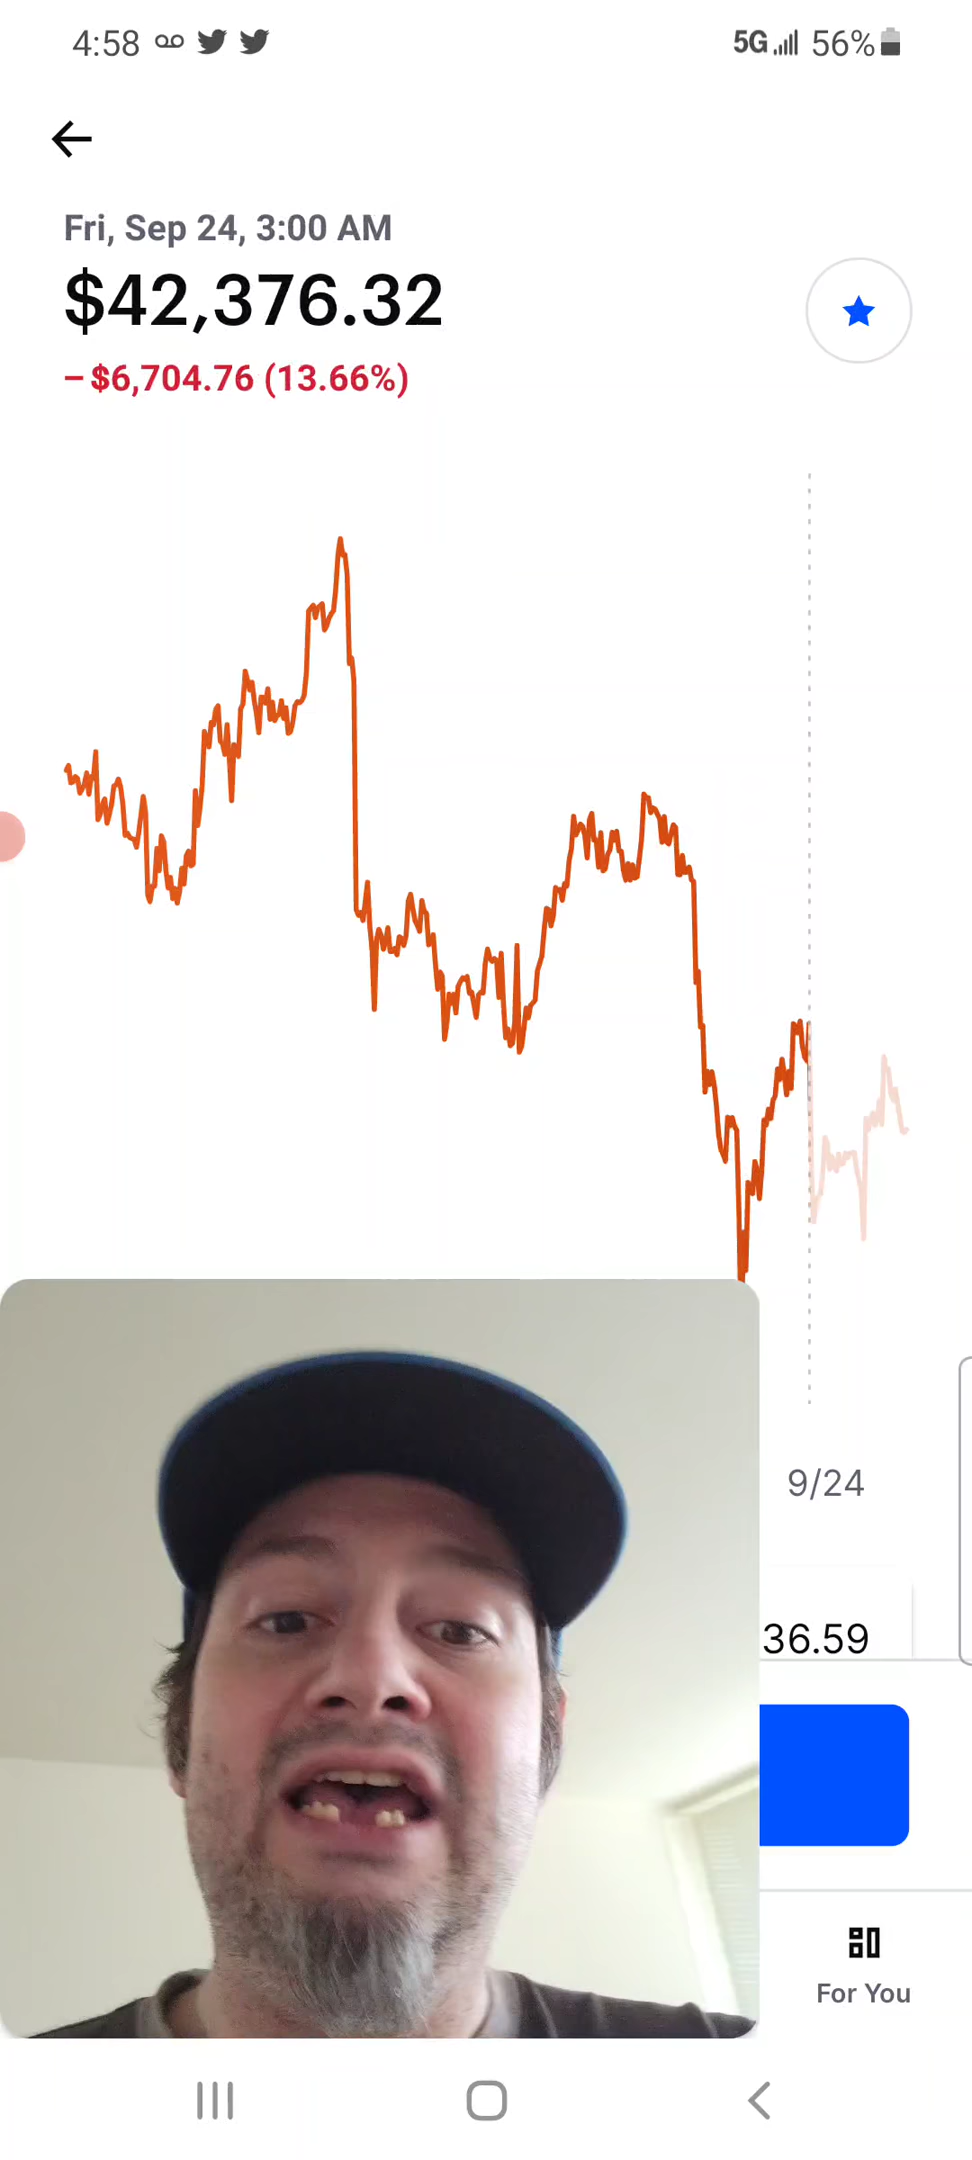 4:58 5G 56%
Fri, Sep 24, 3:00 AM
$42,376.32
– $6,704.76 (13.66%)
9/24
36.59
For You